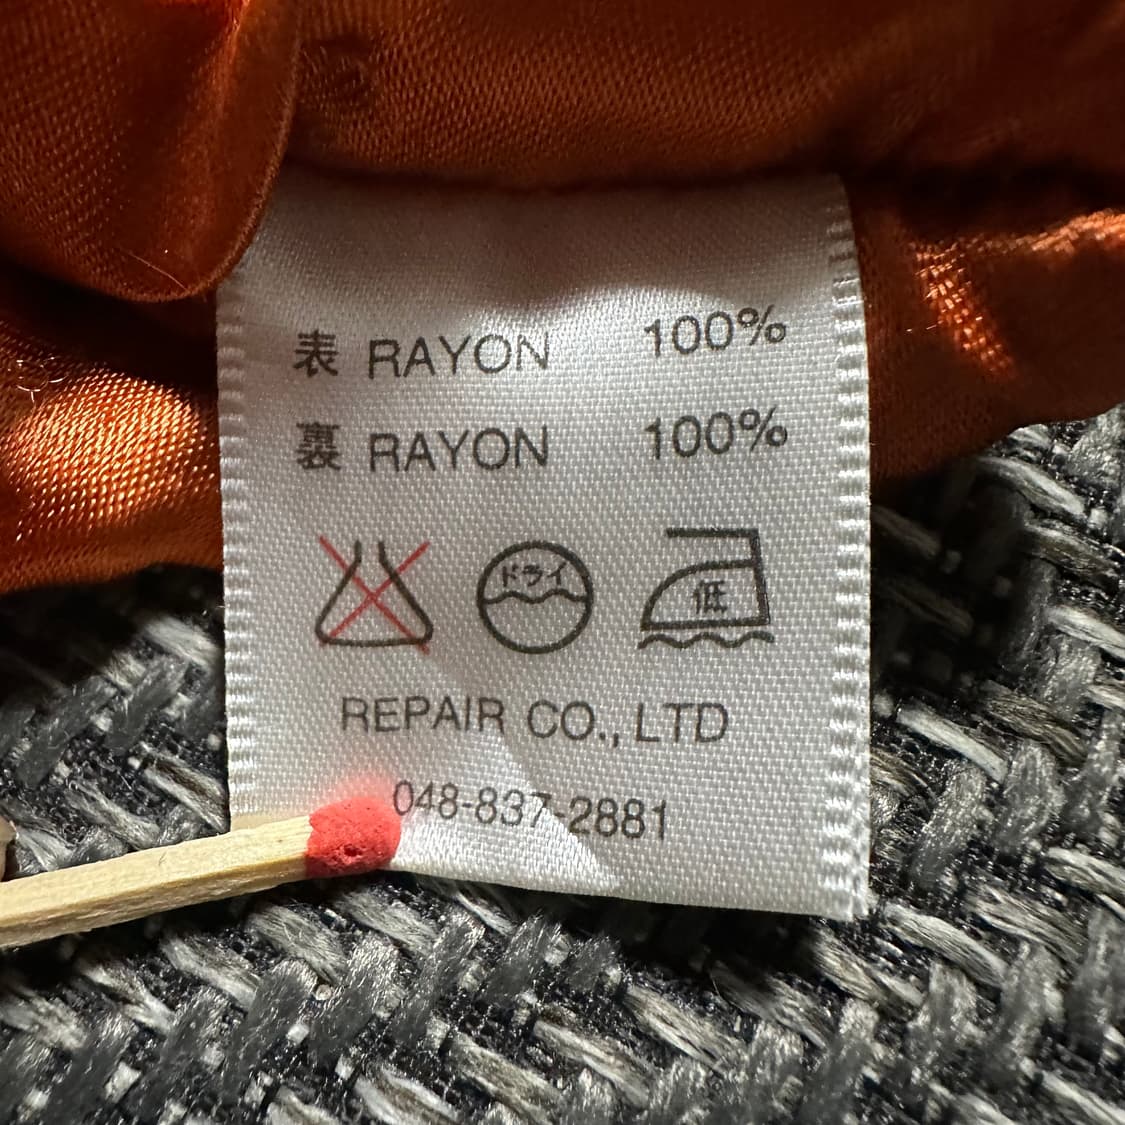 表 RAYON 100%
裏 RAYON 100%
ドライ 低
REPAIR CO., LTD
048-837-2881